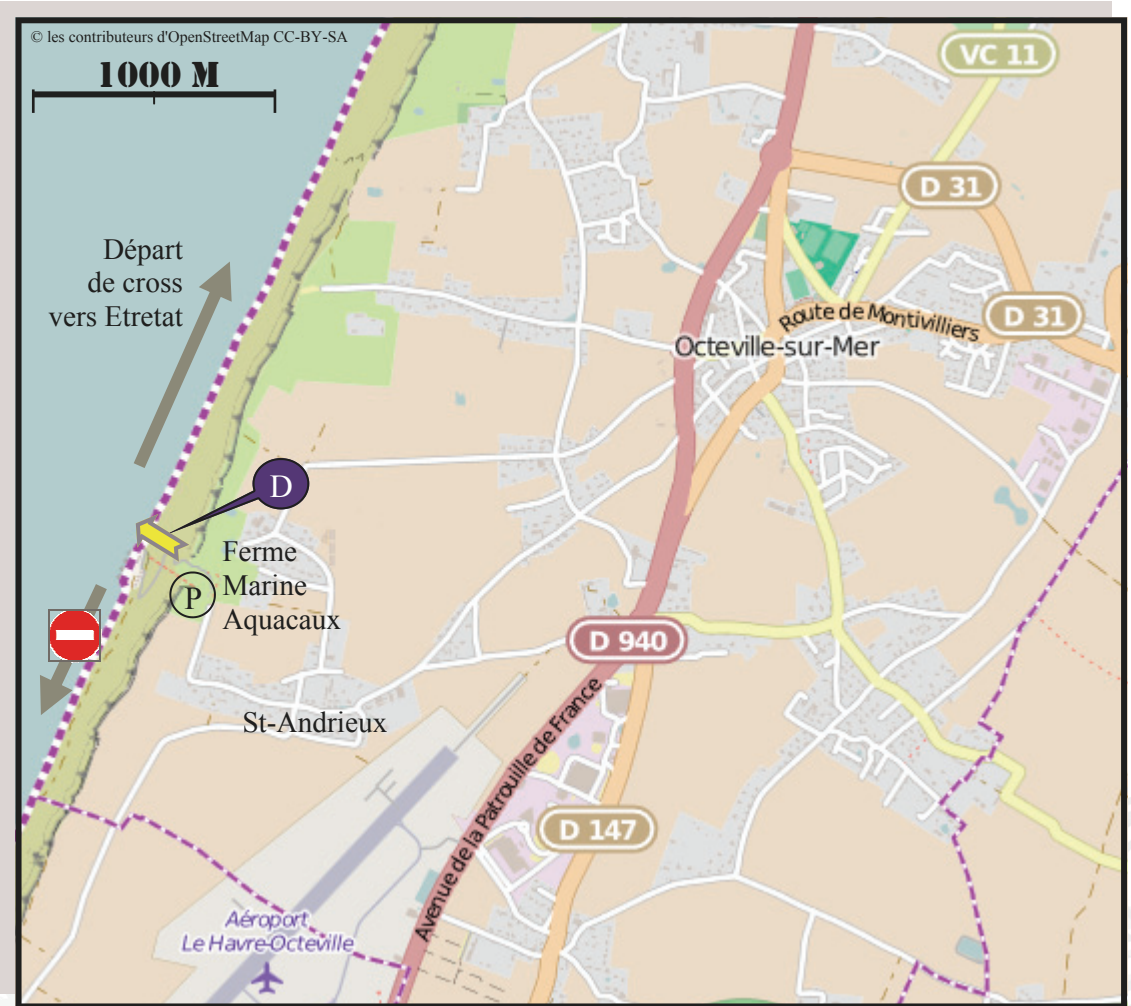 © les contributeurs d'OpenStreetMap CC-BY-SA
1000 M
VC 11
D 31
Départ
de cross
vers Etretat
Route de Montivilliers
D 31
Octeville-sur-Mer
D
Ferme
Marine
Aquacaux
P
D 940
St-Andrieux
Avenue de la Patrouille de France
D 147
Aéroport
Le Havre-Octeville